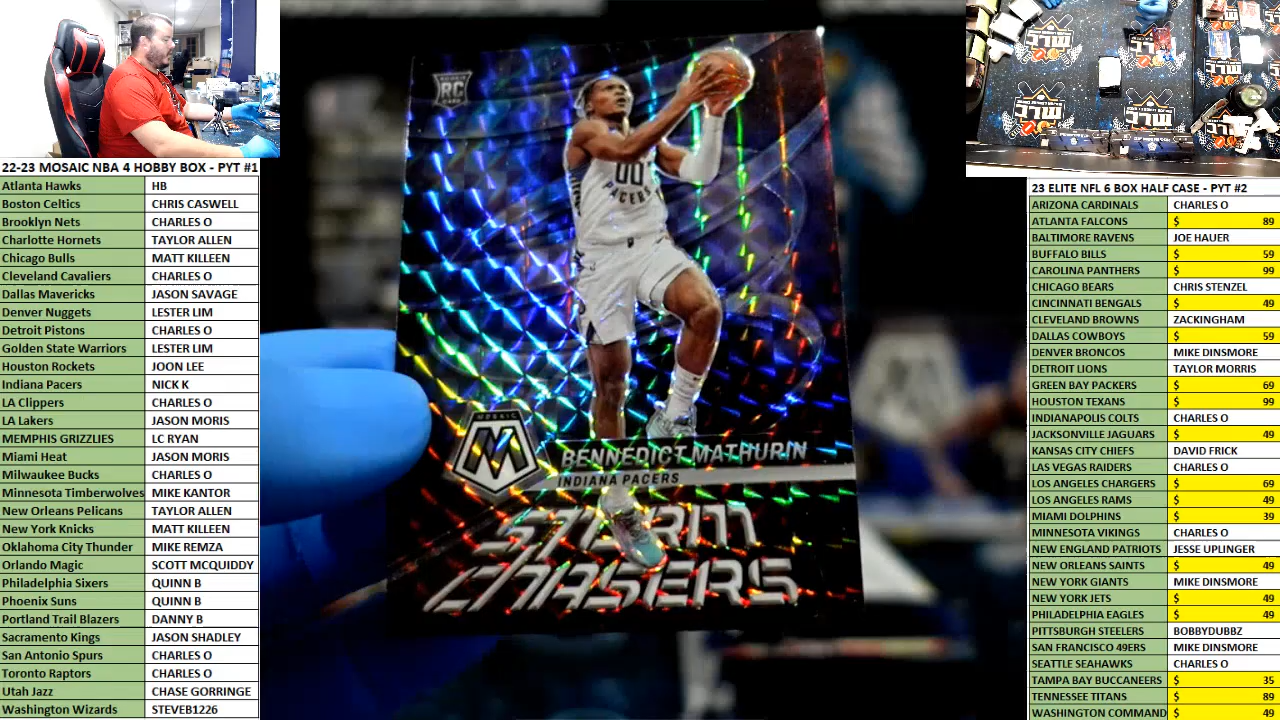 22-23 MOSAIC NBA 4 HOBBY BOX - PYT #1
Atlanta Hawks HB
Boston Celtics CHRIS CASWELL
Brooklyn Nets CHARLES O
Charlotte Hornets TAYLOR ALLEN
Chicago Bulls MATT KILLEEN
Cleveland Cavaliers CHARLES O
Dallas Mavericks JASON SAVAGE
Denver Nuggets LESTER LIM
Detroit Pistons CHARLES O
Golden State Warriors LESTER LIM
Houston Rockets JOON LEE
Indiana Pacers NICK K
LA Clippers CHARLES O
LA Lakers JASON MORIS
MEMPHIS GRIZZLIES LC RYAN
Miami Heat JASON MORIS
Milwaukee Bucks CHARLES O
Minnesota Timberwolves MIKE KANTOR
New Orleans Pelicans TAYLOR ALLEN
New York Knicks MATT KILLEEN
Oklahoma City Thunder MIKE REMZA
Orlando Magic SCOTT MCQUIDDY
Philadelphia Sixers QUINN B
Phoenix Suns QUINN B
Portland Trail Blazers DANNY B
Sacramento Kings JASON SHADLEY
San Antonio Spurs CHARLES O
Toronto Raptors CHARLES O
Utah Jazz CHASE GORRINGE
Washington Wizards STEVEB1226
RC
00
PACERS
MOSAIC
M
BENNEDICT MATHURIN
INDIANA PACERS
STORM
CHASERS
23 ELITE NFL 6 BOX HALF CASE - PYT #2
ARIZONA CARDINALS CHARLES O
ATLANTA FALCONS $ 89
BALTIMORE RAVENS JOE HAUER
BUFFALO BILLS $ 59
CAROLINA PANTHERS $ 99
CHICAGO BEARS CHRIS STENZEL
CINCINNATI BENGALS $ 49
CLEVELAND BROWNS ZACKINGHAM
DALLAS COWBOYS $ 59
DENVER BRONCOS MIKE DINSMORE
DETROIT LIONS TAYLOR MORRIS
GREEN BAY PACKERS $ 69
HOUSTON TEXANS $ 99
INDIANAPOLIS COLTS CHARLES O
JACKSONVILLE JAGUARS $ 49
KANSAS CITY CHIEFS DAVID FRICK
LAS VEGAS RAIDERS CHARLES O
LOS ANGELES CHARGERS $ 69
LOS ANGELES RAMS $ 49
MIAMI DOLPHINS $ 39
MINNESOTA VIKINGS CHARLES O
NEW ENGLAND PATRIOTS JESSE UPLINGER
NEW ORLEANS SAINTS $ 49
NEW YORK GIANTS MIKE DINSMORE
NEW YORK JETS $ 49
PHILADELPHIA EAGLES $ 49
PITTSBURGH STEELERS BOBBYDUBBZ
SAN FRANCISCO 49ERS MIKE DINSMORE
SEATTLE SEAHAWKS CHARLES O
TAMPA BAY BUCCANEERS $ 35
TENNESSEE TITANS $ 89
WASHINGTON COMMAND $ 49